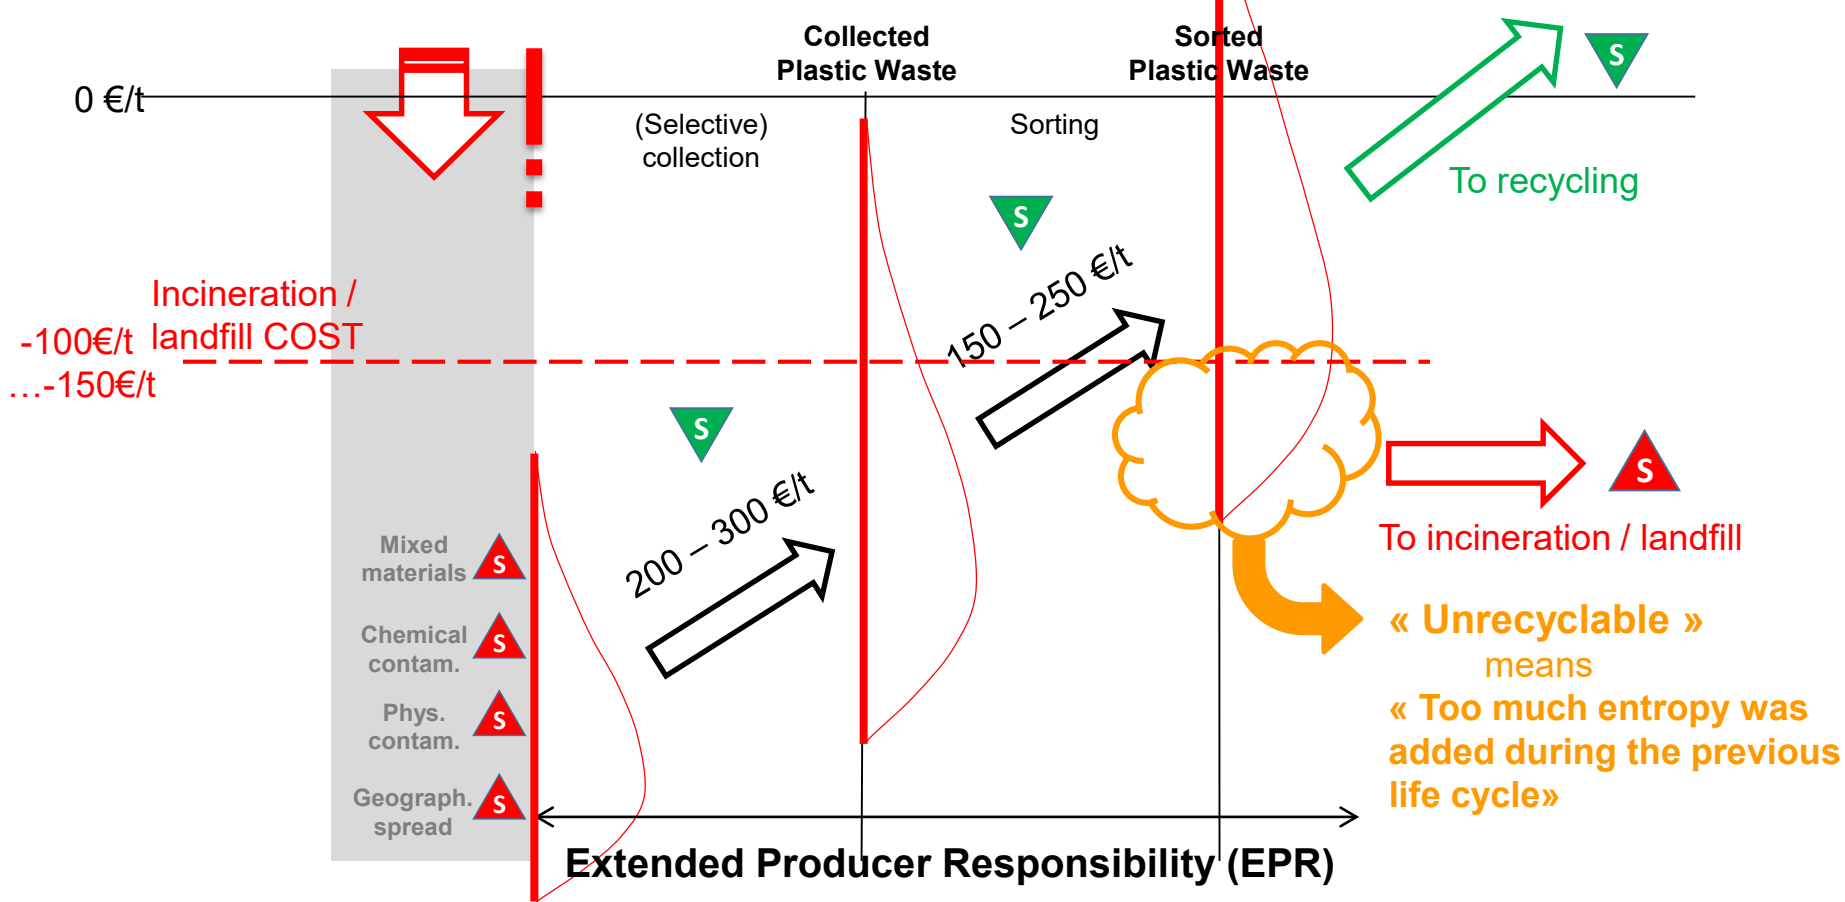 Collected
Plastic Waste
Sorted
Plastic Waste
S
0 €/t
(Selective)
collection
Sorting
To recycling
S
150 – 250 €/t
Incineration /
landfill COST
-100€/t
…-150€/t
S
200 – 300 €/t
S
To incineration / landfill
Mixed
materials
S
Chemical
contam.
S
Phys.
contam.
S
Geograph.
spread
S
« Unrecyclable »
means
« Too much entropy was
added during the previous
life cycle»
Extended Producer Responsibility (EPR)